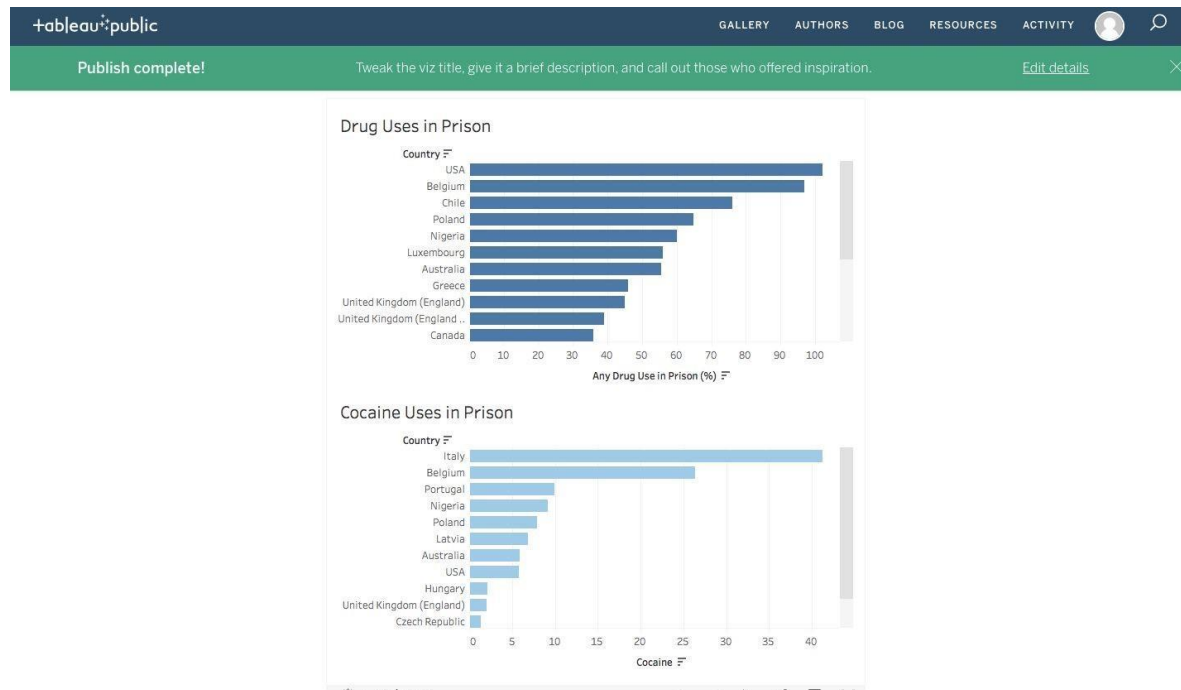 +ableau public
GALLERY AUTHORS BLOG RESOURCES ACTIVITY
Publish complete! Tweak the viz title, give it a brief description, and call out those who offered inspiration. Edit details
Drug Uses in Prison
Country
USA
Belgium
Chile
Poland
Nigeria
Luxembourg
Australia
Greece
United Kingdom (England)
United Kingdom (England ..
Canada
0 10 20 30 40 50 60 70 80 90 100
Any Drug Use in Prison (%)
Cocaine Uses in Prison
Country
Italy
Belgium
Portugal
Nigeria
Poland
Latvia
Australia
USA
Hungary
United Kingdom (England)
Czech Republic
0 5 10 15 20 25 30 35 40
Cocaine